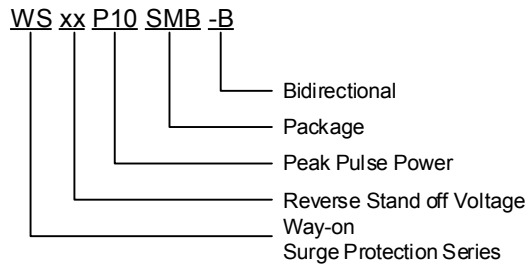 WS xx P10 SMB -B
Bidirectional
Package
Peak Pulse Power
Reverse Stand off Voltage
Way-on
Surge Protection Series